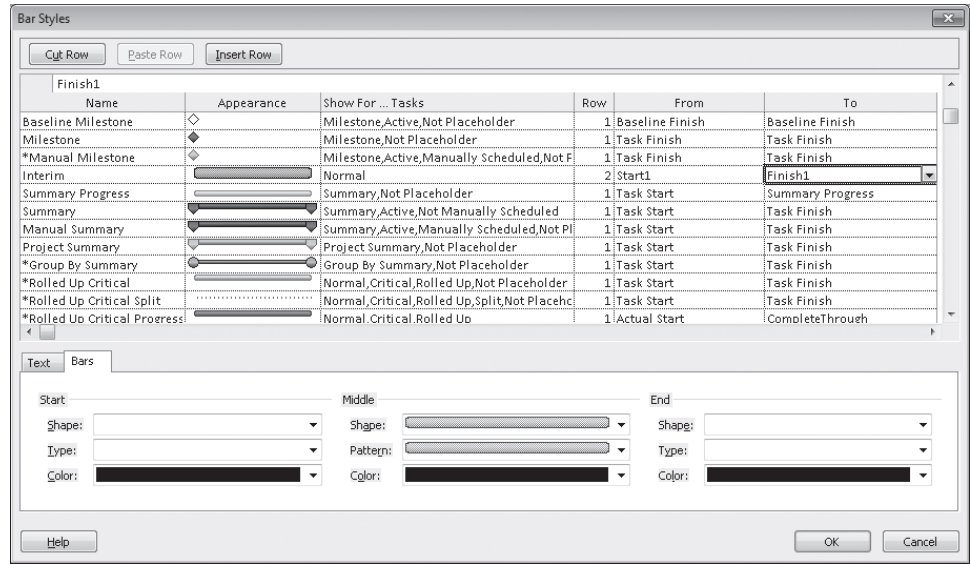 Bar Styles
Cut Row Paste Row Insert Row
Finish1
Name Appearance Show For ... Tasks Row From To
Baseline Milestone Milestone,Active,Not Placeholder 1 Baseline Finish Baseline Finish
Milestone Milestone,Not Placeholder 1 Task Finish Task Finish
*Manual Milestone Milestone,Active,Manually Scheduled,Not F 1 Task Finish Task Finish
Interim Normal 2 Start1 Finish1
Summary Progress Summary,Not Placeholder 1 Task Start Summary Progress
Summary Summary,Active,Not Manually Scheduled 1 Task Start Task Finish
Manual Summary Summary,Active,Manually Scheduled,Not Pl 1 Task Start Task Finish
Project Summary Project Summary,Not Placeholder 1 Task Start Task Finish
*Group By Summary Group By Summary,Not Placeholder 1 Task Start Task Finish
*Rolled Up Critical Normal,Critical,Rolled Up,Not Placeholder 1 Task Start Task Finish
*Rolled Up Critical Split Normal,Critical,Rolled Up,Split,Not Placehc 1 Task Start Task Finish
*Rolled Up Critical Progress Normal,Critical,Rolled Up 1 Actual Start CompleteThrough
Text Bars
Start Middle End
Shape: Shape: Shape:
Type: Pattern: Type:
Color: Color: Color:
Help OK Cancel